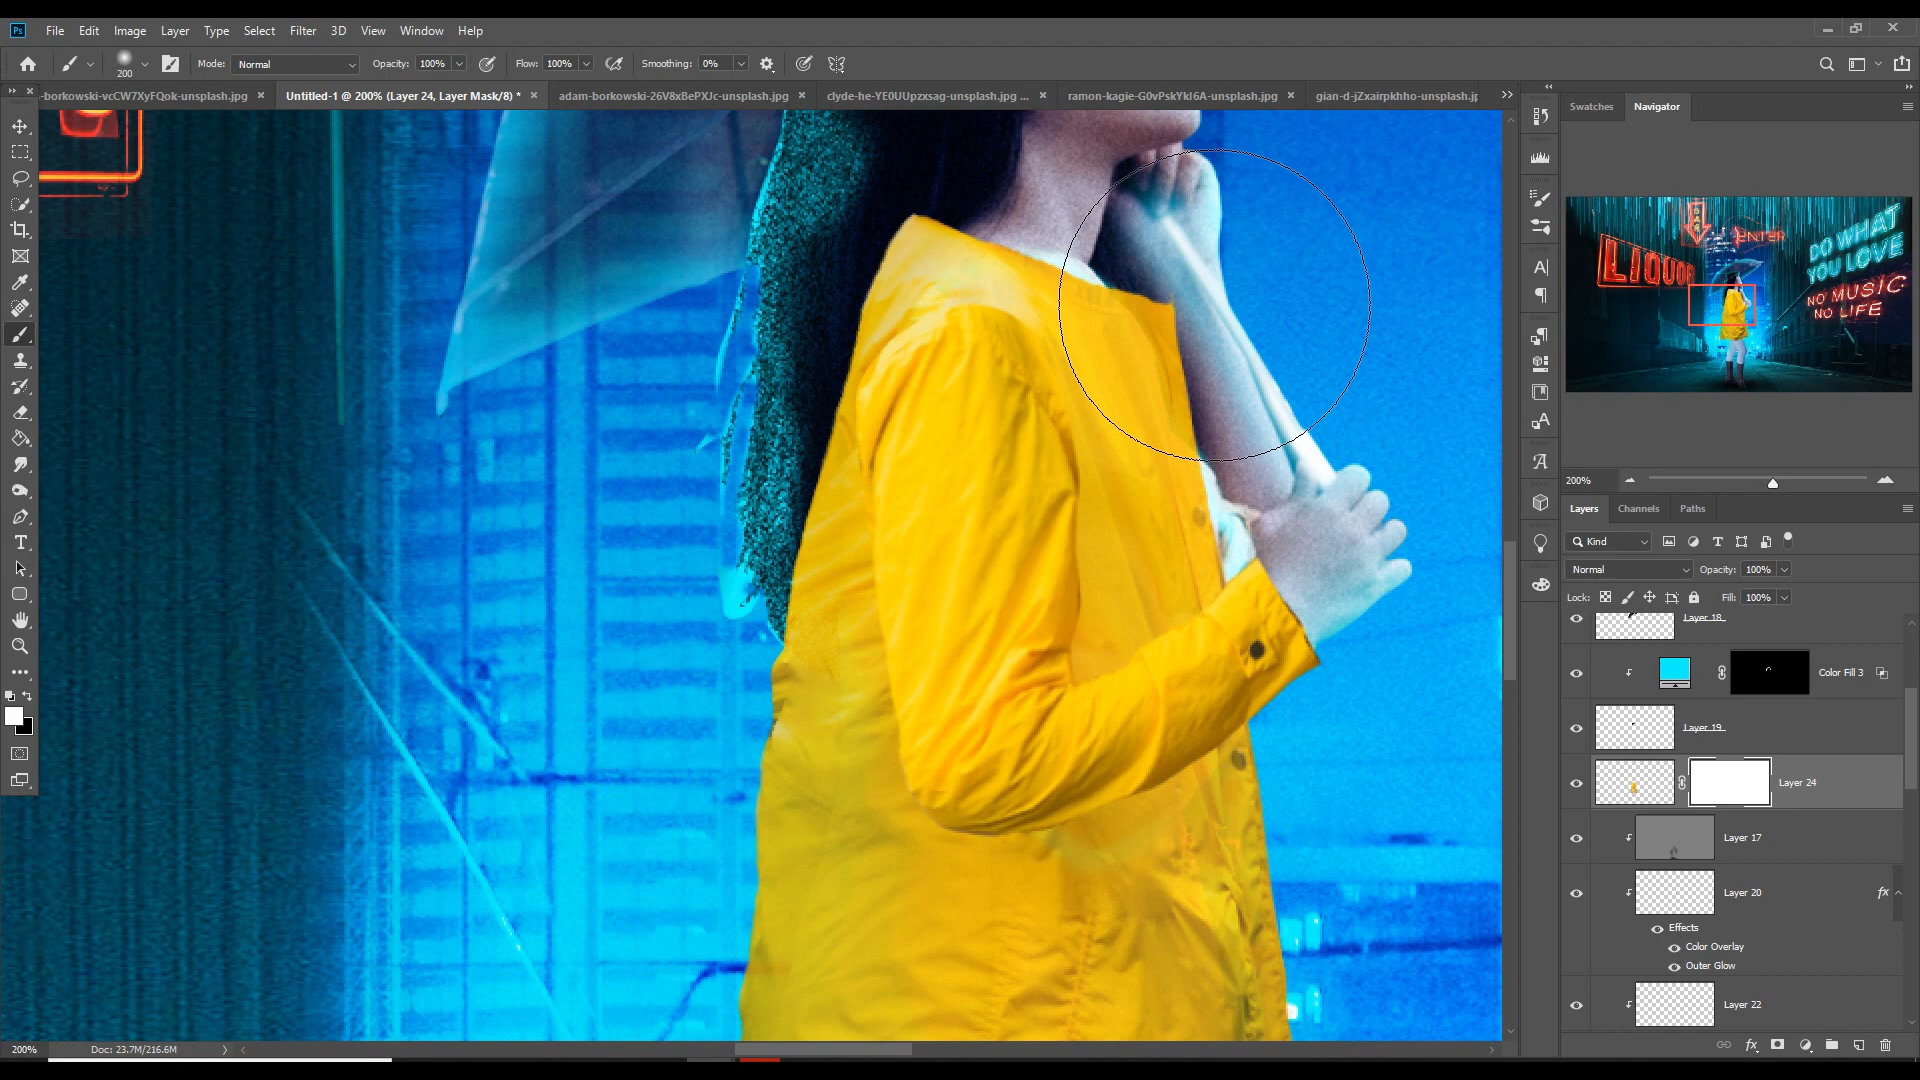 Ps File Edit Image Layer Type Select Filter 3D View Window Help
200 Mode: Normal Opacity: 100% Flow: 100% Smoothing: 0%
-borkowski-vcCW7XyFQok-unsplash.jpg × Untitled-1 @ 200% (Layer 24, Layer Mask/8) * × adam-borkowski-26V8xBePXJc-unsplash.jpg × clyde-he-YE0UUpzxsag-unsplash.jpg ... × ramon-kagie-G0vPskYkI6A-unsplash.jpg × gian-d-jZxairpkhho-unsplash.jp
Swatches Navigator
BAR
ENTER
LIQUOR
DO WHAT
YOU LOVE
NO MUSIC
NO LIFE
200%
Layers Channels Paths
Kind
Normal Opacity: 100%
Lock: Fill: 100%
Layer 18
Color Fill 3
Layer 19
Layer 24
Layer 17
Layer 20 fx
Effects
Color Overlay
Outer Glow
Layer 22
200% Doc: 23.7M/216.6M
fx